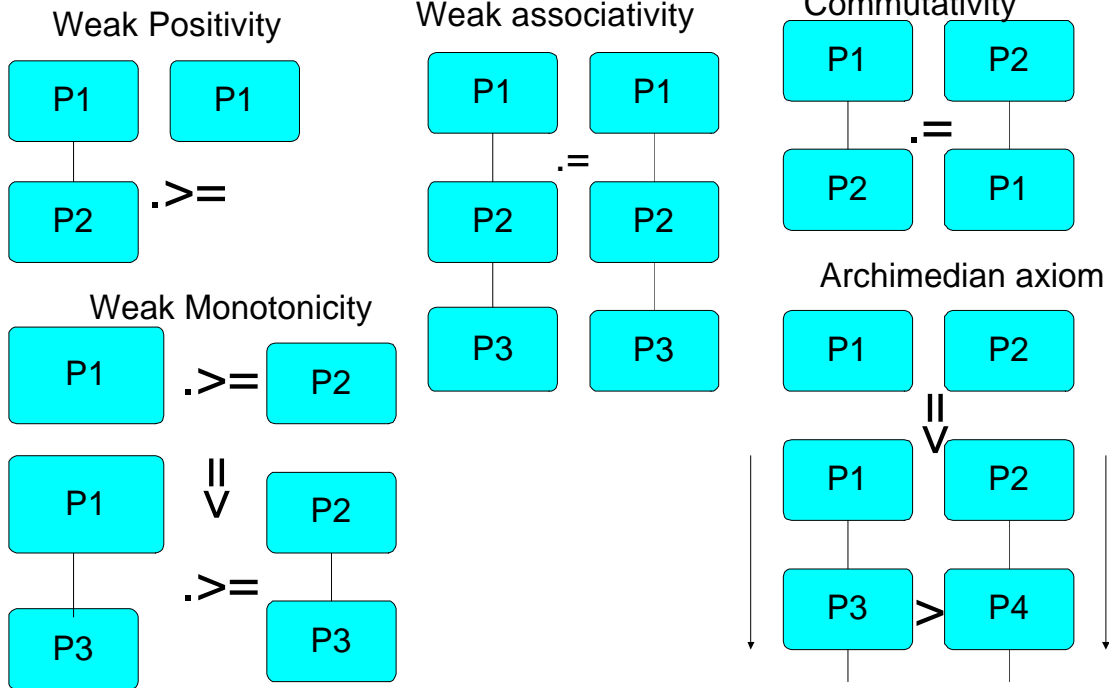 Weak Positivity
P1 P1
P2 .>=
Weak associativity
P1 P1
.=
P2 P2
P3 P3
Commutativity
P1 P2
.=
P2 P1
Weak Monotonicity
P1 .>= P2
=>
P1 P2
.>=
P3 P3
Archimedian axiom
P1 P2
=>
P1 P2
P3 > P4